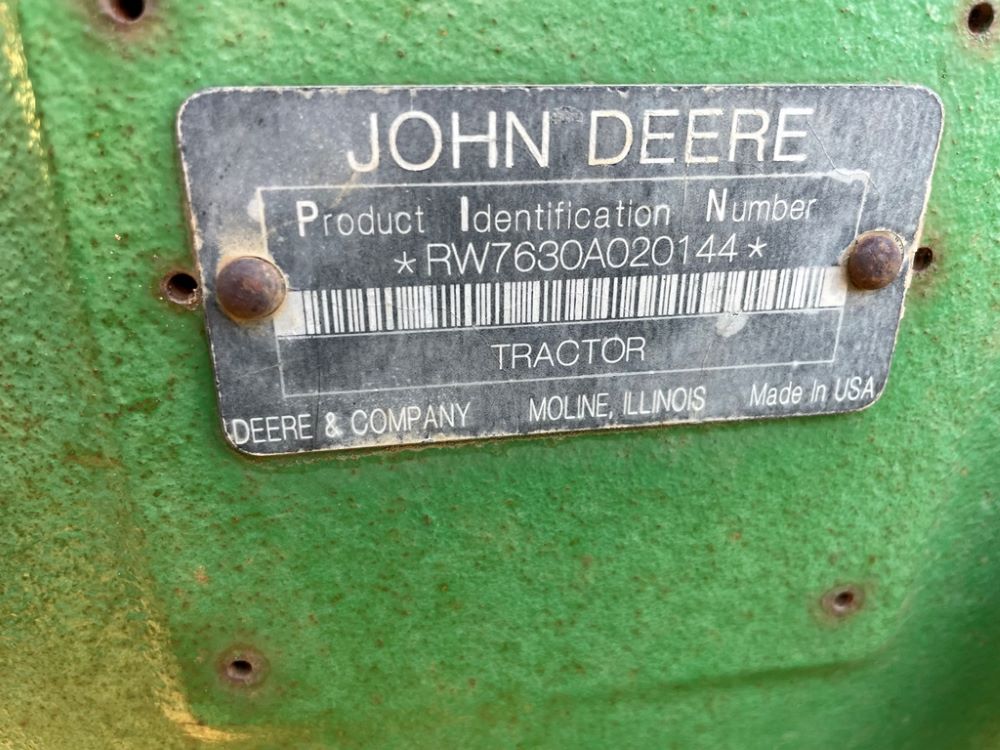 JOHN DEERE
Product Identification Number
*RW7630A020144*
TRACTOR
DEERE & COMPANY MOLINE, ILLINOIS Made In USA